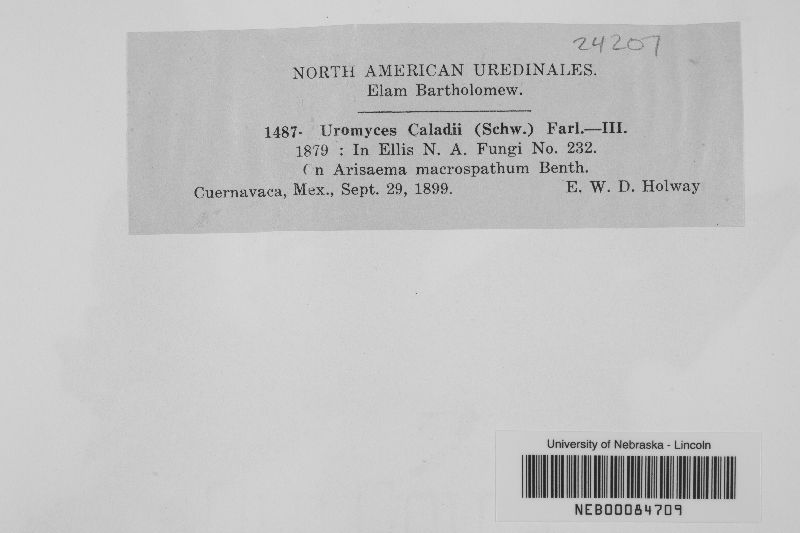 24207
NORTH AMERICAN UREDINALES.
Elam Bartholomew.
1487- Uromyces Caladii (Schw.) Farl.—III.
1879 : In Ellis N. A. Fungi No. 232.
On Arisaema macrospathum Benth.
Cuernavaca, Mex., Sept. 29, 1899. E. W. D. Holway
University of Nebraska - Lincoln
NEB00084709